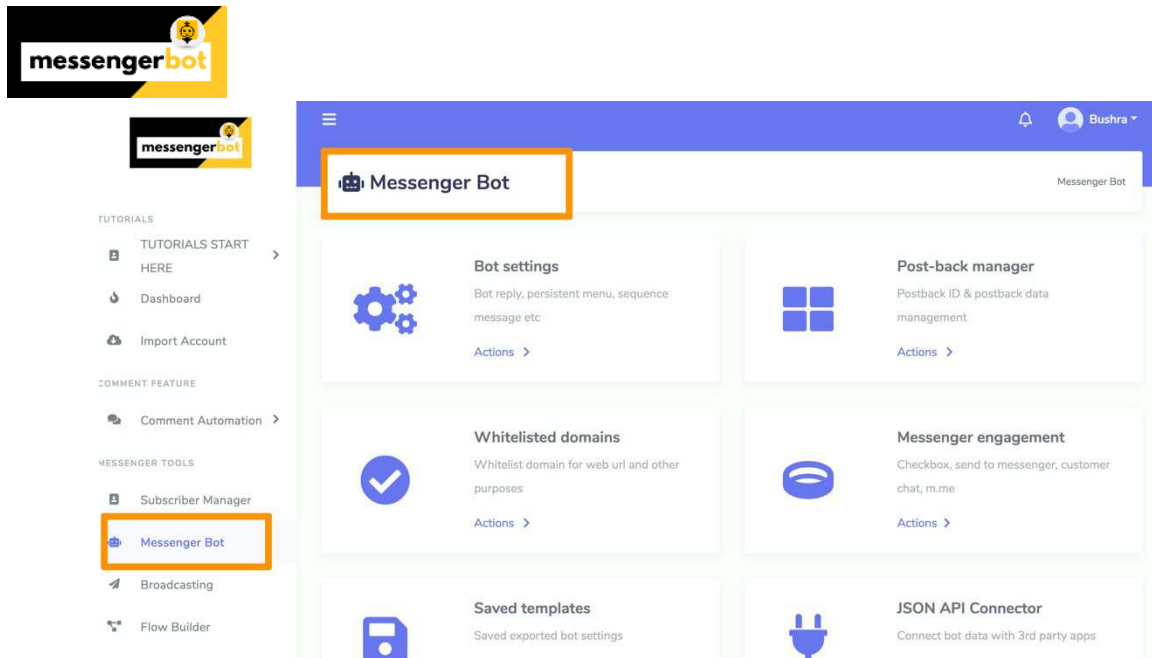 messengerbot
messengerbot
Bushra
Messenger Bot
Messenger Bot
TUTORIALS
TUTORIALS START
HERE
Dashboard
Import Account
COMMENT FEATURE
Comment Automation
MESSENGER TOOLS
Subscriber Manager
Messenger Bot
Broadcasting
Flow Builder
Bot settings
Bot reply, persistent menu, sequence
message etc
Actions
Post-back manager
Postback ID & postback data
management
Actions
Whitelisted domains
Whitelist domain for web url and other
purposes
Actions
Messenger engagement
Checkbox, send to messenger, customer
chat, m.me
Actions
Saved templates
Saved exported bot settings
JSON API Connector
Connect bot data with 3rd party apps